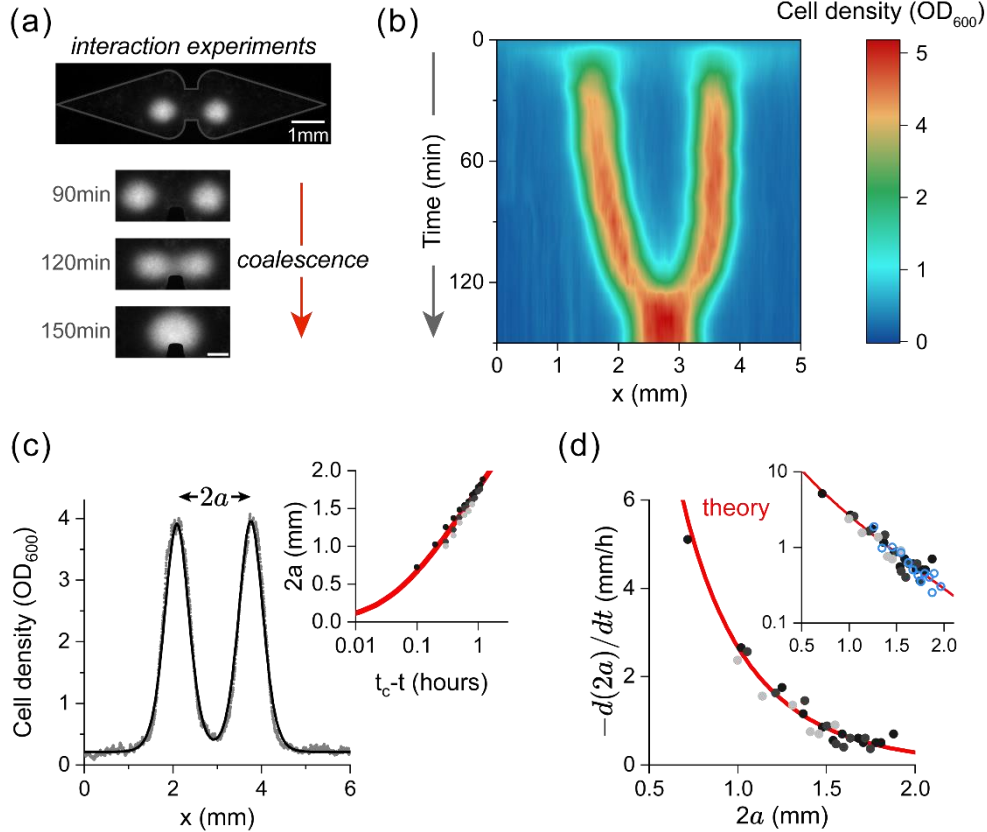 (a)
interaction experiments
1mm
90min
120min
coalescence
150min
(b)
Cell density (OD600)
0
60
120
Time (min)
0 1 2 3 4 5
x (mm)
5
4
2
1
0
(c)
2a
Cell density (OD600)
4
3
2
1
0
0 2 4 6
x (mm)
2a (mm)
2.0
1.5
1.0
0.5
0.0
0.01 0.1 1
tc-t (hours)
(d)
theory
−d(2a)/dt (mm/h)
6
4
2
0
0.5 1.0 1.5 2.0
2a (mm)
10
1
0.1
0.5 1.0 1.5 2.0